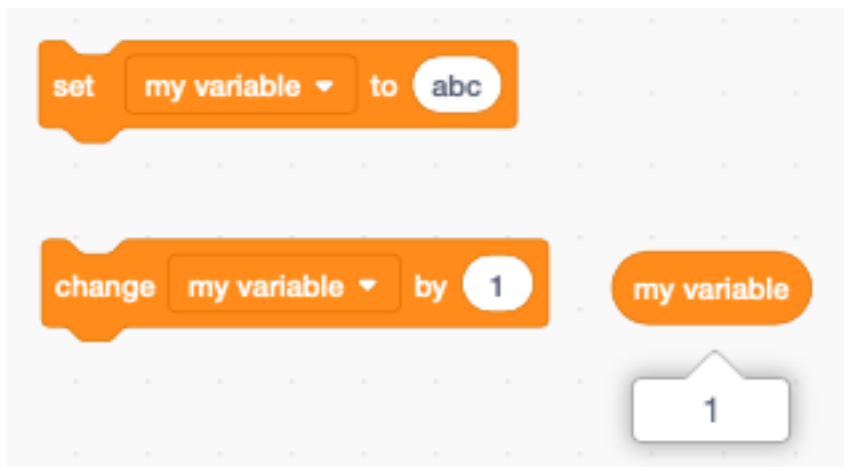 set my variable to abc
change my variable by 1
my variable
1